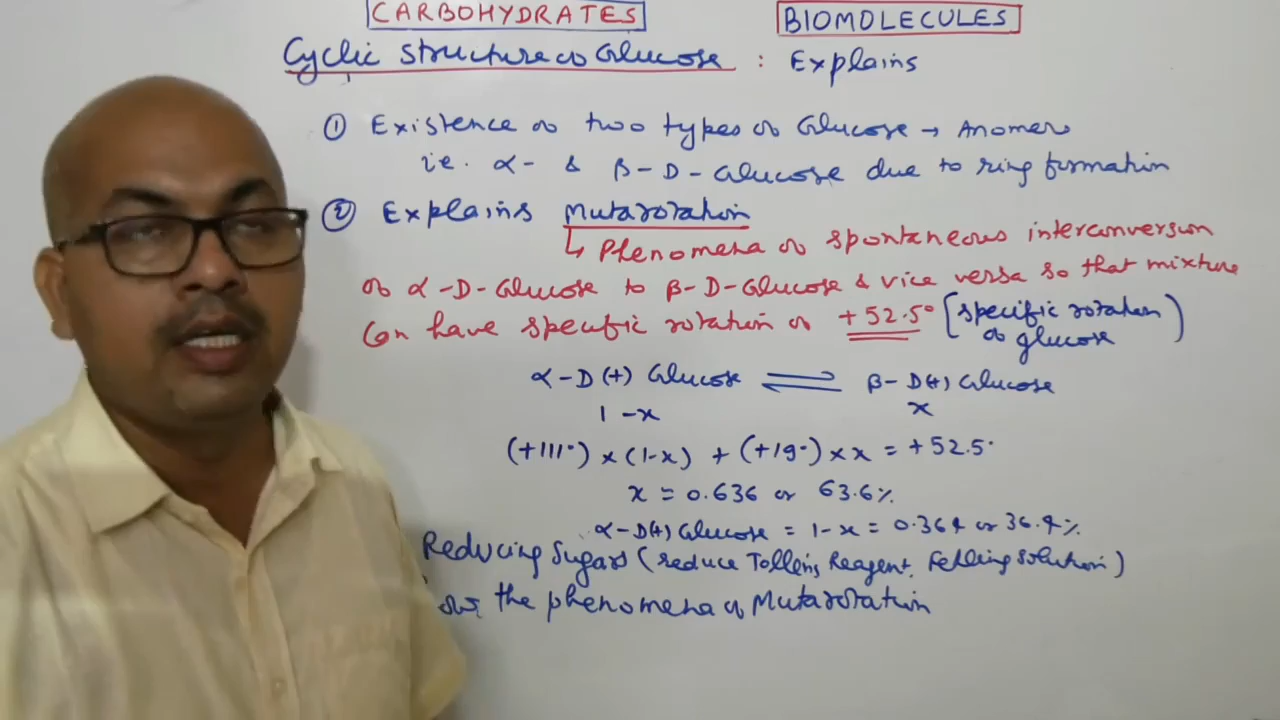 CARBOHYDRATES
BIOMOLECULES
Cyclic Structure of Glucose : Explains
① Existence of two types of Glucose → Anomers
i.e. α- & β-D-Glucose due to ring formation
② Explains Mutarotation
↳ Phenomena of spontaneous interconversion
of α-D-Glucose to β-D-Glucose & vice versa so that mixture
can have specific rotation of +52.5° [specific rotation
of glucose]
α-D(+) Glucose ⇌ β-D(+) Glucose
1-x x
(+111°) × (1-x) + (+19°) × x = +52.5°
x = 0.636 or 63.6%
α-D(+) Glucose = 1-x = 0.364 or 36.4%
Reducing Sugars (reduce Tollen's Reagent, Fehling solution)
the phenomena of Mutarotation